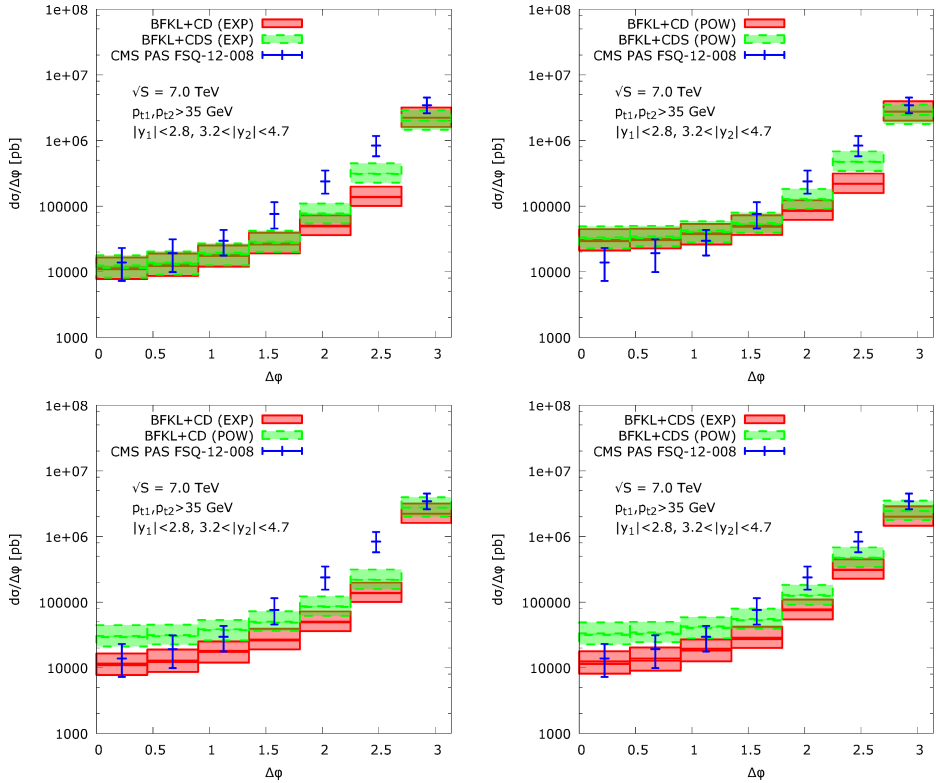 1e+08
1e+07
1e+06
100000
10000
1000
dσ/Δφ [pb]
BFKL+CD (EXP)
BFKL+CDS (EXP)
CMS PAS FSQ-12-008
√S = 7.0 TeV
pt1,pt2>35 GeV
|y1|<2.8, 3.2<|y2|<4.7
0 0.5 1 1.5 2 2.5 3
Δφ
1e+08
1e+07
1e+06
100000
10000
1000
dσ/Δφ [pb]
BFKL+CD (POW)
BFKL+CDS (POW)
CMS PAS FSQ-12-008
√S = 7.0 TeV
pt1,pt2>35 GeV
|y1|<2.8, 3.2<|y2|<4.7
0 0.5 1 1.5 2 2.5 3
Δφ
1e+08
1e+07
1e+06
100000
10000
1000
dσ/Δφ [pb]
BFKL+CD (EXP)
BFKL+CD (POW)
CMS PAS FSQ-12-008
√S = 7.0 TeV
pt1,pt2>35 GeV
|y1|<2.8, 3.2<|y2|<4.7
0 0.5 1 1.5 2 2.5 3
Δφ
1e+08
1e+07
1e+06
100000
10000
1000
dσ/Δφ [pb]
BFKL+CDS (EXP)
BFKL+CDS (POW)
CMS PAS FSQ-12-008
√S = 7.0 TeV
pt1,pt2>35 GeV
|y1|<2.8, 3.2<|y2|<4.7
0 0.5 1 1.5 2 2.5 3
Δφ